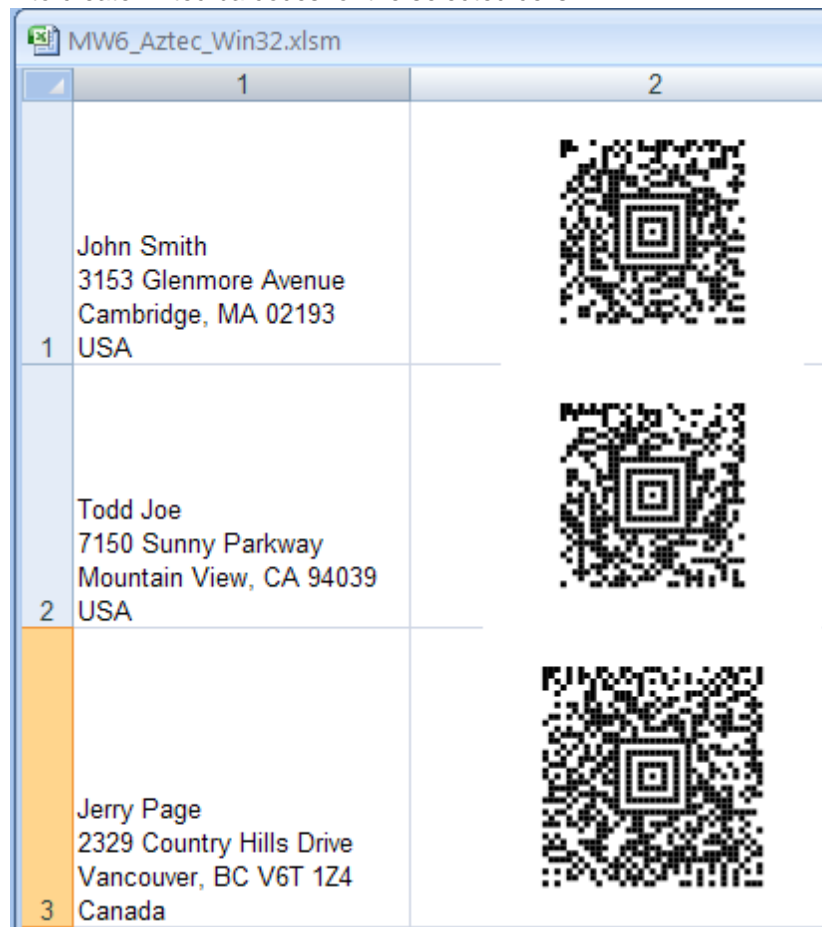 MW6_Aztec_Win32.xlsm
1 2
John Smith
3153 Glenmore Avenue
Cambridge, MA 02193
1 USA
Todd Joe
7150 Sunny Parkway
Mountain View, CA 94039
2 USA
Jerry Page
2329 Country Hills Drive
Vancouver, BC V6T 1Z4
3 Canada